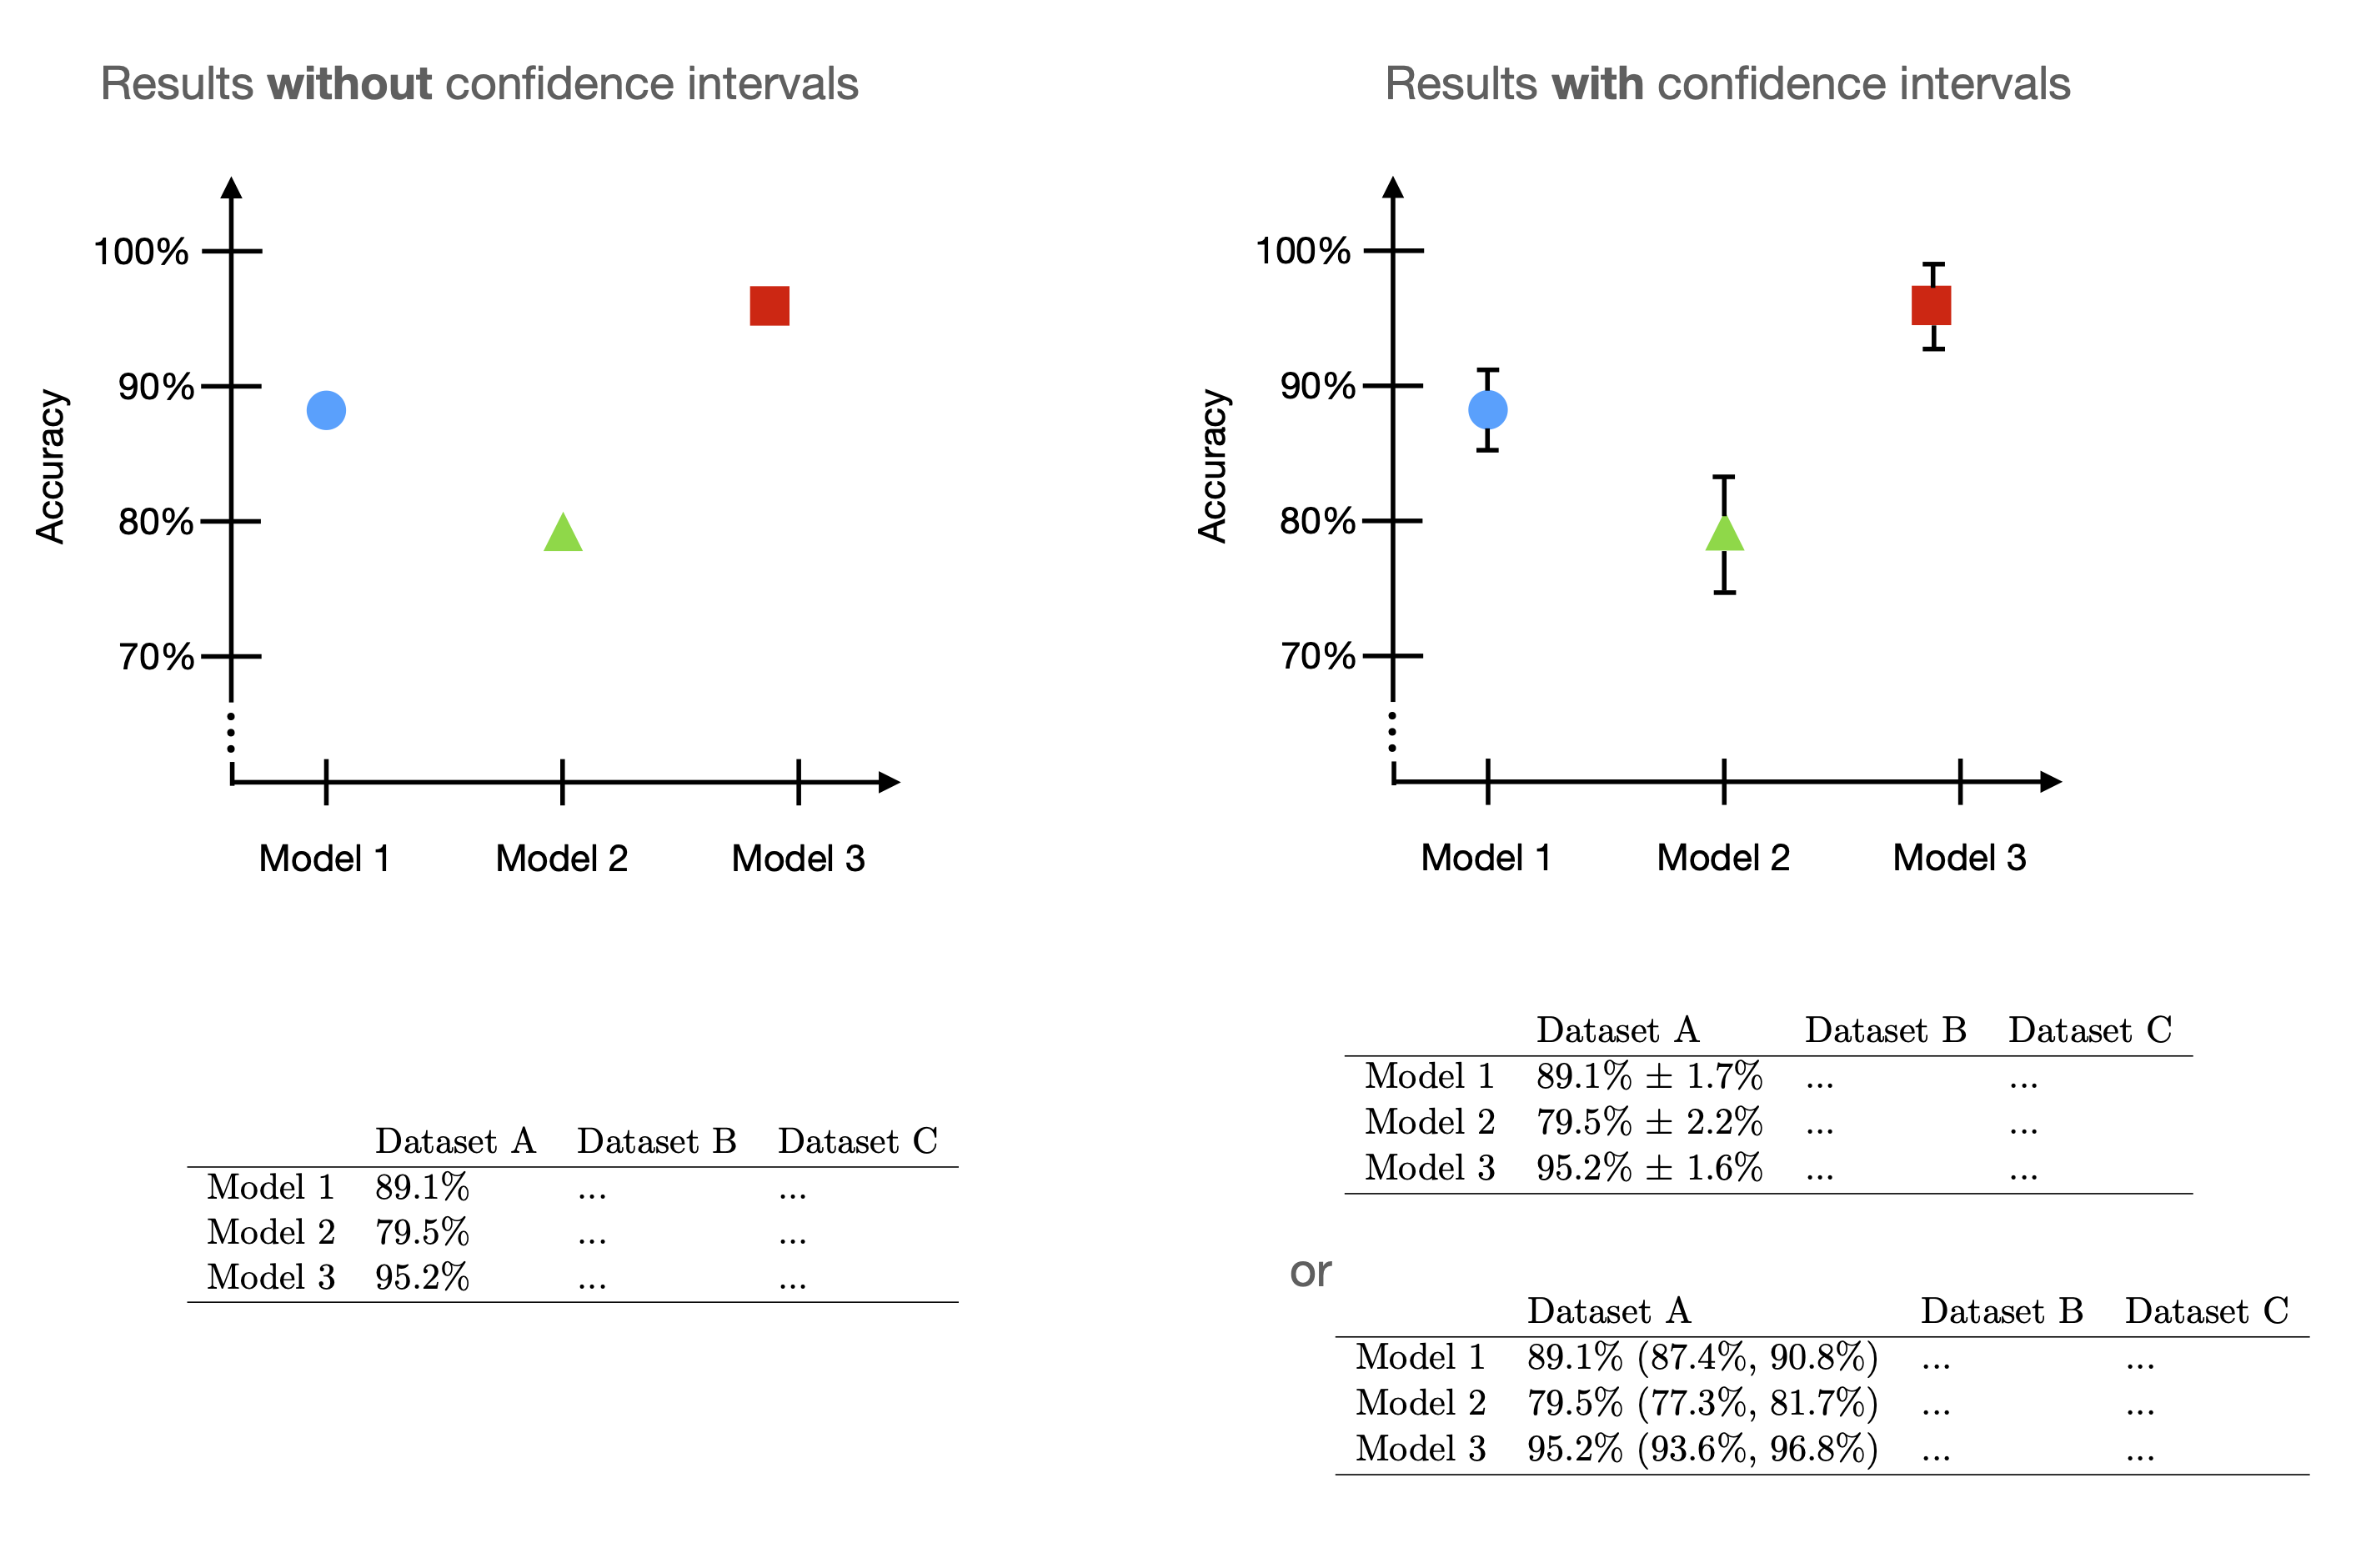 Results without confidence intervals
100%
90%
80%
70%
Accuracy
Model 1 Model 2 Model 3
Dataset A Dataset B Dataset C
Model 1 89.1% ... ...
Model 2 79.5% ... ...
Model 3 95.2% ... ...
Results with confidence intervals
100%
90%
80%
70%
Accuracy
Model 1 Model 2 Model 3
Dataset A Dataset B Dataset C
Model 1 89.1% ± 1.7% ... ...
Model 2 79.5% ± 2.2% ... ...
Model 3 95.2% ± 1.6% ... ...
or
Dataset A Dataset B Dataset C
Model 1 89.1% (87.4%, 90.8%) ... ...
Model 2 79.5% (77.3%, 81.7%) ... ...
Model 3 95.2% (93.6%, 96.8%) ... ...